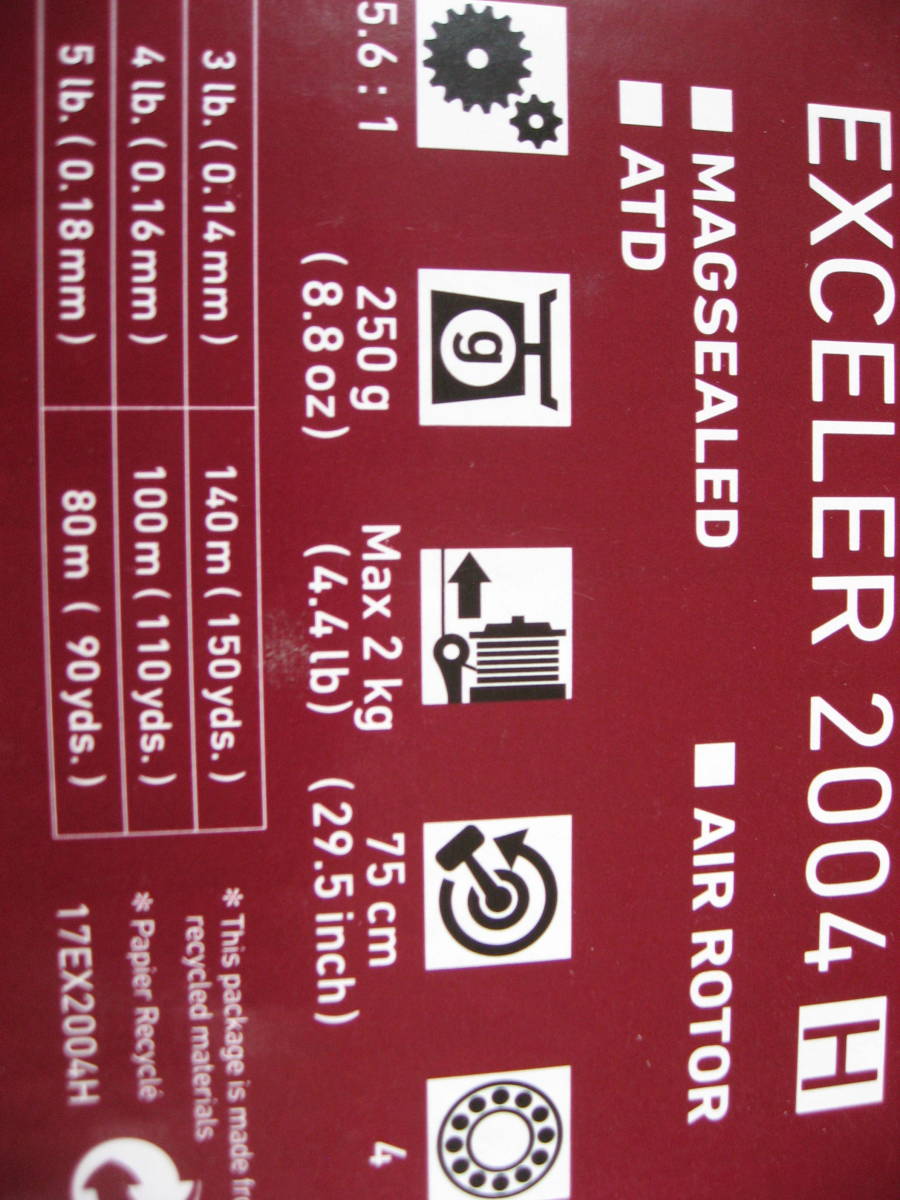 EXCELER 2004 H
MAGSEALED
AIR ROTOR
ATD
g
5.6 : 1
250 g
(8.8 oz)
Max 2 kg
(4.4 lb)
75 cm
(29.5 inch)
4
3 lb. (0.14 mm) 140 m (150 yds.)
4 lb. (0.16 mm) 100 m (110 yds.)
5 lb. (0.18 mm) 80 m (90 yds.)
* This package is made
recycled materials
* Papier Recyclé
17EX2004H